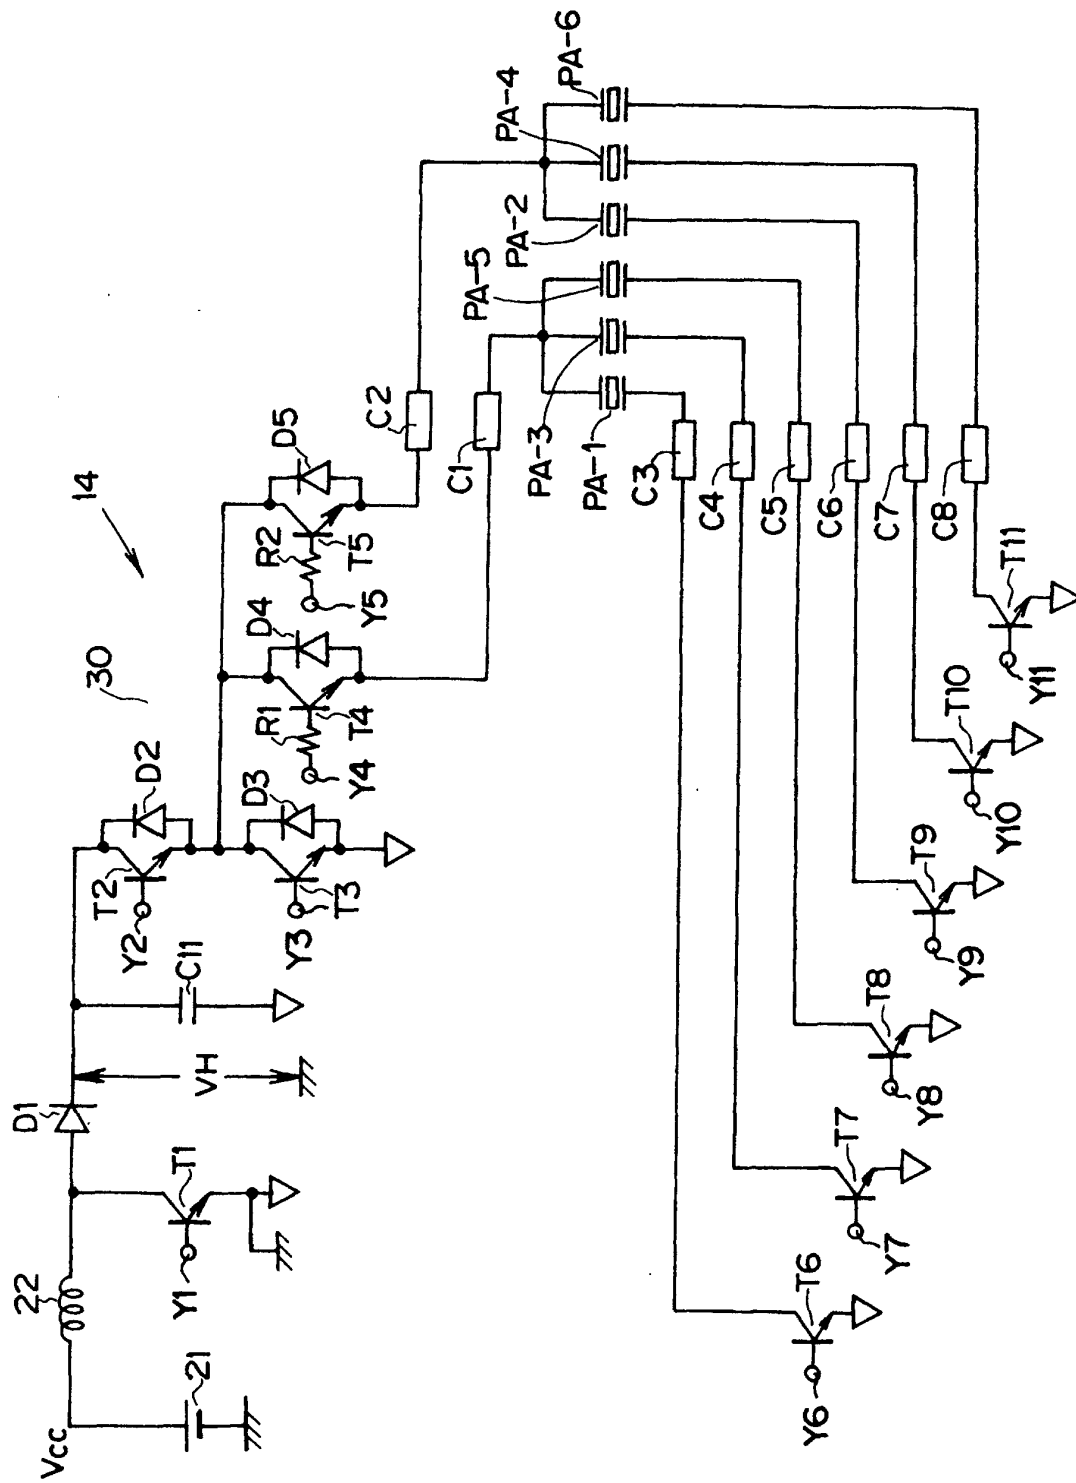 14
30
Vcc
21
22
Y1
T1
D1
VH
C11
Y2
T2
D2
Y3
T3
D3
Y4
R1
T4
D4
Y5
R2
T5
D5
C2
C1
PA-6
PA-4
PA-2
PA-5
PA-3
PA-1
C3
C4
C5
C6
C7
C8
Y6
T6
Y7
T7
Y8
T8
Y9
T9
Y10
T10
Y11
T11